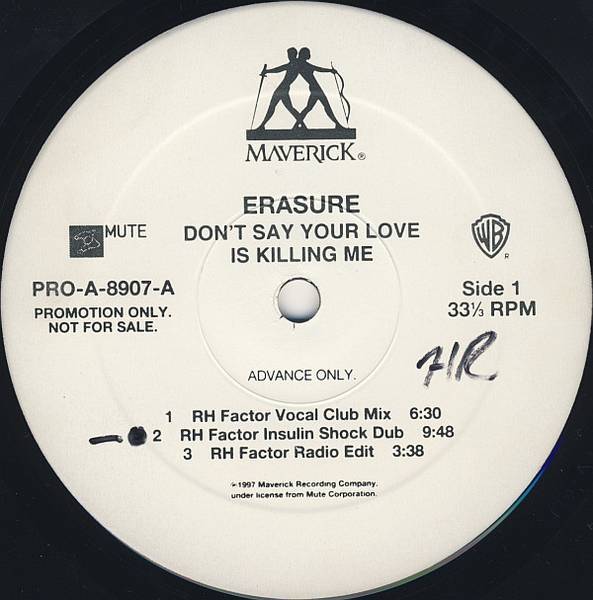 MAVERICK®
ERASURE
DON'T SAY YOUR LOVE
IS KILLING ME
MUTE
WB
®
PRO-A-8907-A
PROMOTION ONLY.
NOT FOR SALE.
Side 1
33⅓ RPM
ADVANCE ONLY.
HR
1 RH Factor Vocal Club Mix 6:30
2 RH Factor Insulin Shock Dub 9:48
3 RH Factor Radio Edit 3:38
℗1997 Maverick Recording Company.
under license from Mute Corporation.